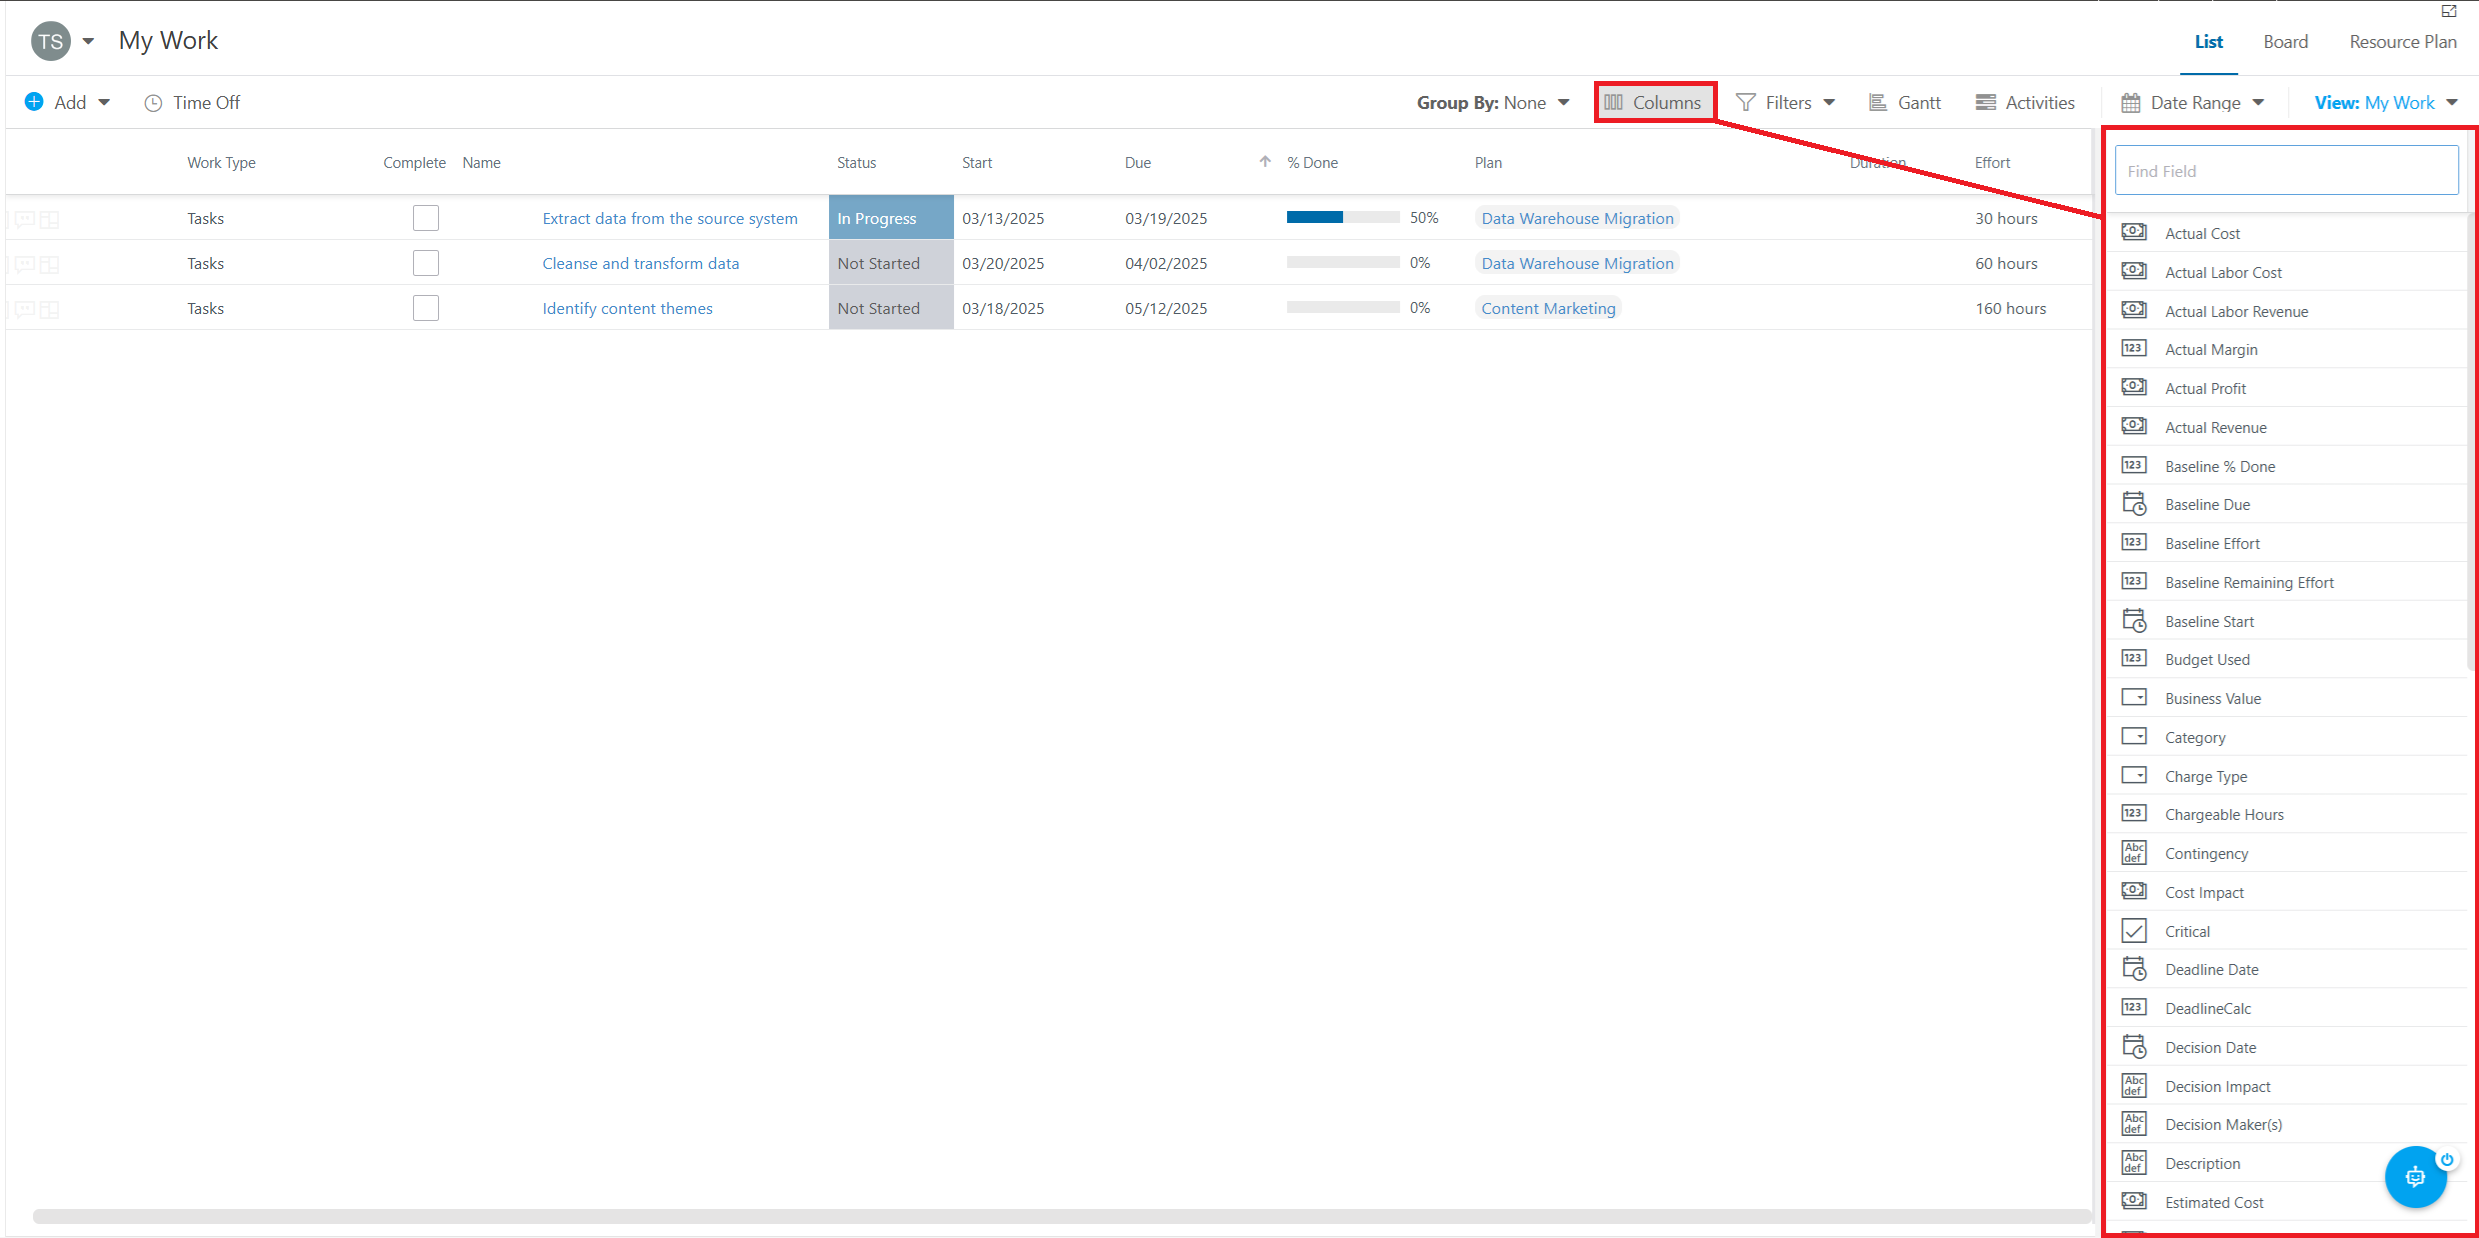 TS My Work List Board Resource Plan
Add Time Off Group By: None Columns Filters Gantt Activities Date Range View: My Work
Work Type Complete Name Status Start Due % Done Plan Duration Effort
Tasks Extract data from the source system In Progress 03/13/2025 03/19/2025 50% Data Warehouse Migration 30 hours
Tasks Cleanse and transform data Not Started 03/20/2025 04/02/2025 0% Data Warehouse Migration 60 hours
Tasks Identify content themes Not Started 03/18/2025 05/12/2025 0% Content Marketing 160 hours
Find Field
Actual Cost
Actual Labor Cost
Actual Labor Revenue
123 Actual Margin
Actual Profit
Actual Revenue
123 Baseline % Done
Baseline Due
123 Baseline Effort
123 Baseline Remaining Effort
Baseline Start
123 Budget Used
Business Value
Category
Charge Type
123 Chargeable Hours
Abc def Contingency
Cost Impact
Critical
Deadline Date
123 DeadlineCalc
Decision Date
Abc def Decision Impact
Abc def Decision Maker(s)
Abc def Description
Estimated Cost